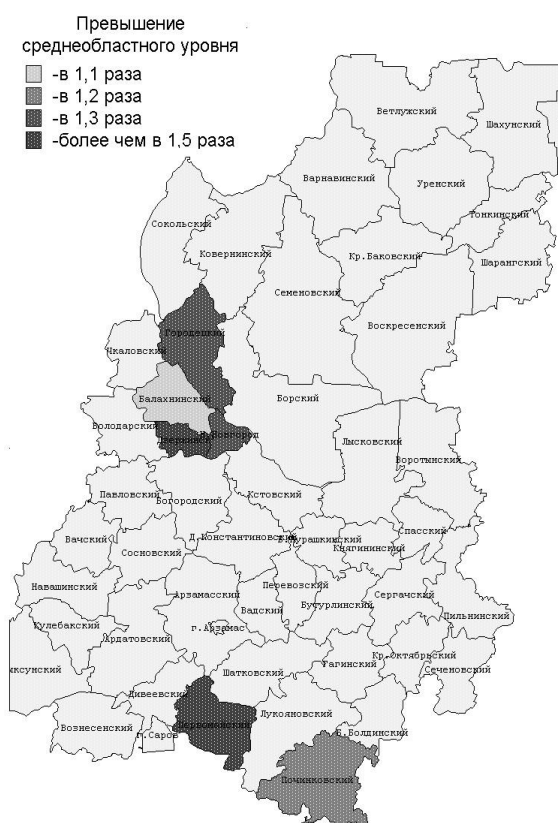 Превышение
среднеобластного уровня
-в 1,1 раза
-в 1,2 раза
-в 1,3 раза
-более чем в 1,5 раза
Ветлужский
Шахунский
Варнавинский
Уренский
Тонкинский
Сокольский
Ковернинский
Кр.Баковский
Шарангский
Семеновский
Воскресенский
Городецкий
Чкаловский
Балахнинский
Борский
Володарский
Новгород
Лысковский
Воротынский
Павловский
Богородский
Кстовский
Вачский
Сосновский
Д.Константиновский
Спасский
Княгининский
Навашинский
Арзамасский
Перевозский
Вадский
Бутурлинский
Сергачский
Пильнинский
Кулебакский
Ардатовский
г.Арзамас
Гагинский
Кр.Октябрьский
Сеченовский
ыксунский
Шатковский
Дивеевский
Лукояновский
Вознесенский
г.Саров
Первомайский
Б.Болдинский
Починковский